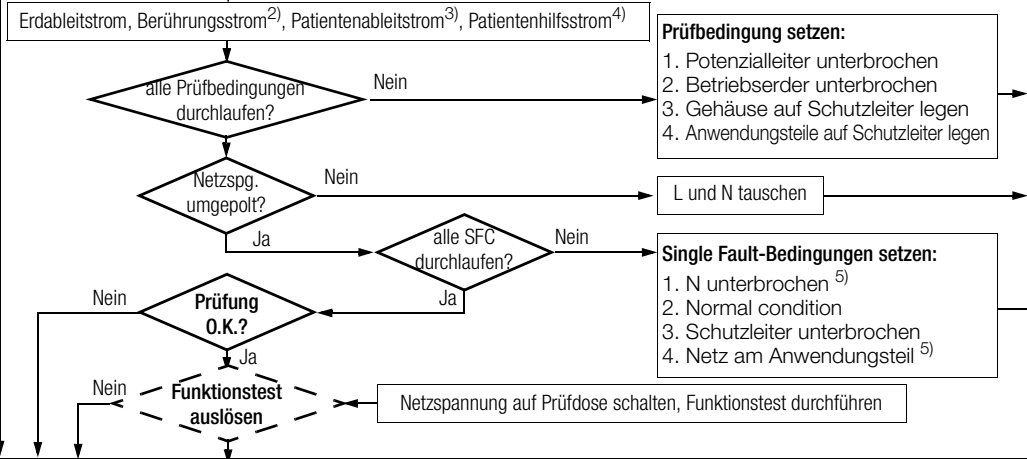 Erdableitstrom, Berührungsstrom2), Patientenableitstrom3), Patientenhilfsstrom4)
alle Prüfbedingungen
durchlaufen?
Nein
Prüfbedingung setzen:
1. Potenzialleiter unterbrochen
2. Betriebserder unterbrochen
3. Gehäuse auf Schutzleiter legen
4. Anwendungsteile auf Schutzleiter legen
Netzspg.
umgepolt?
Nein
L und N tauschen
Ja
alle SFC
durchlaufen?
Nein
Ja
Single Fault-Bedingungen setzen:
1. N unterbrochen 5)
2. Normal condition
3. Schutzleiter unterbrochen
4. Netz am Anwendungsteil 5)
Nein
Prüfung
O.K.?
Ja
Nein
Funktionstest
auslösen
Netzspannung auf Prüfdose schalten, Funktionstest durchführen